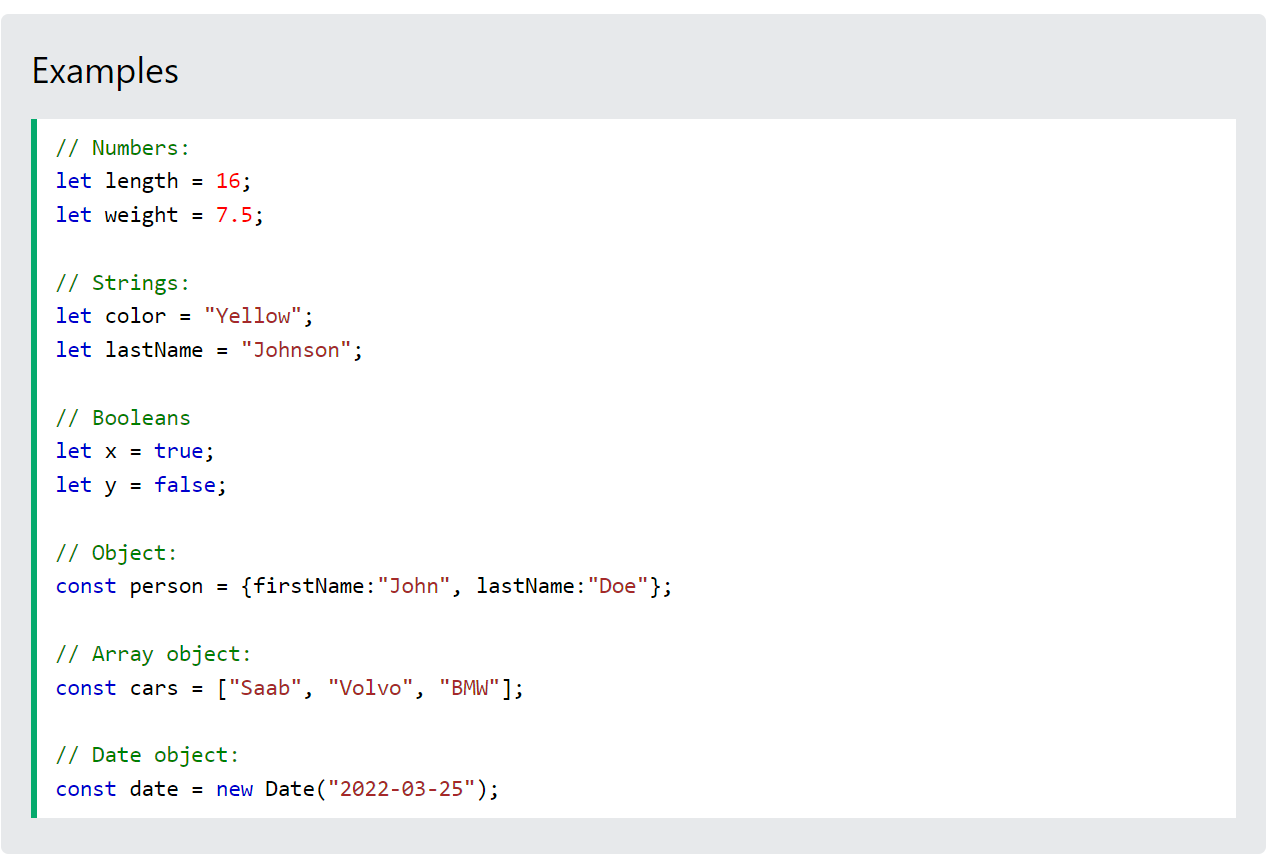 Examples
// Numbers:
let length = 16;
let weight = 7.5;
// Strings:
let color = "Yellow";
let lastName = "Johnson";
// Booleans
let x = true;
let y = false;
// Object:
const person = {firstName:"John", lastName:"Doe"};
// Array object:
const cars = ["Saab", "Volvo", "BMW"];
// Date object:
const date = new Date("2022-03-25");